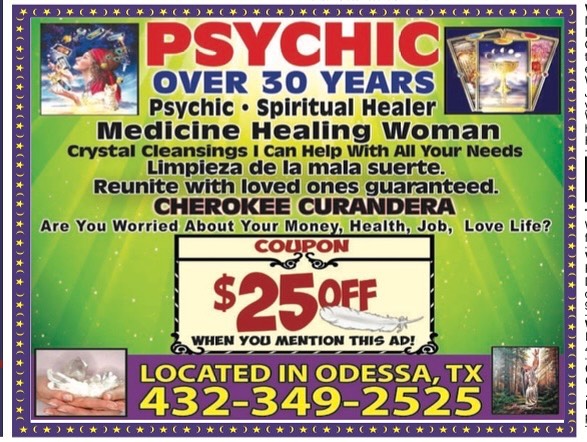 PSYCHIC
OVER 30 YEARS
Psychic • Spiritual Healer
Medicine Healing Woman
Crystal Cleansings I Can Help With All Your Needs
Limpieza de la mala suerte.
Reunite with loved ones guaranteed.
CHEROKEE CURANDERA
Are You Worried About Your Money, Health, Job, Love Life?
COUPON
$25 OFF
WHEN YOU MENTION THIS AD!
LOCATED IN ODESSA, TX
432-349-2525